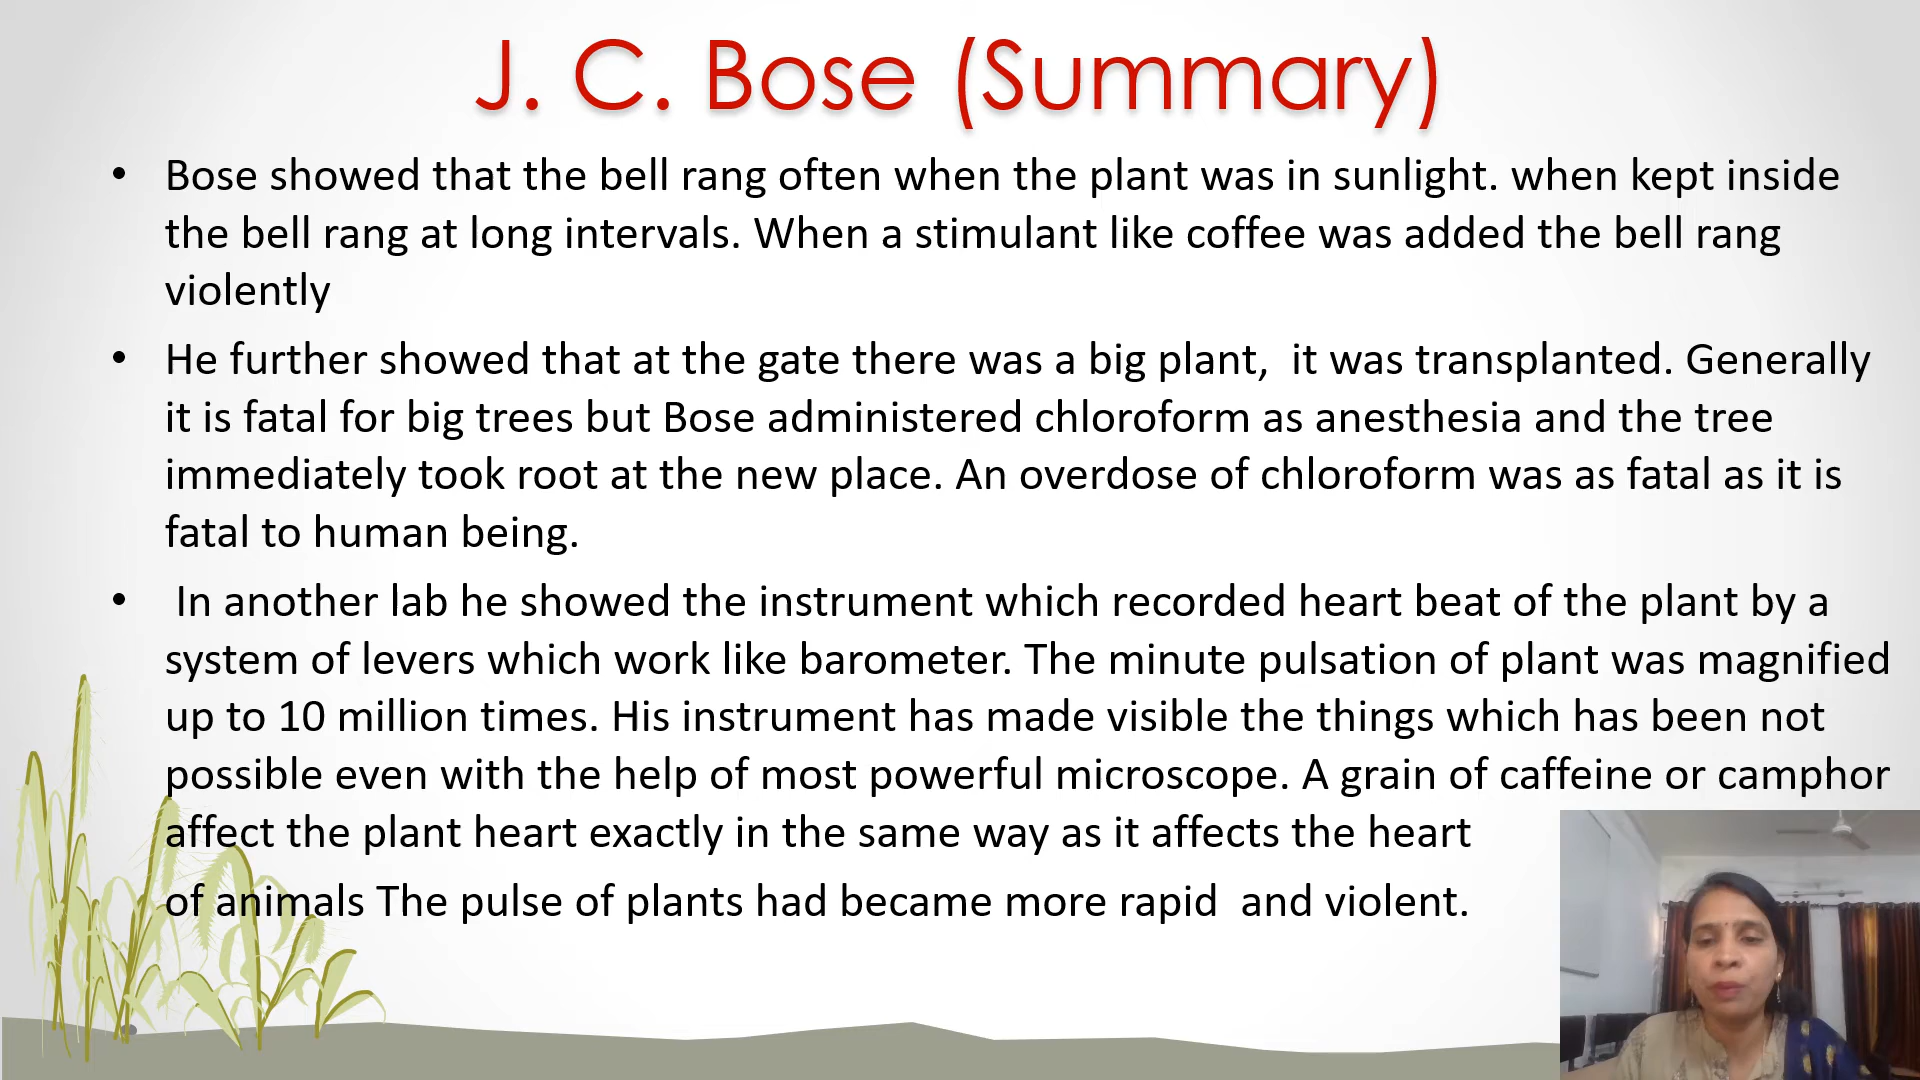 J. C. Bose (Summary)
• Bose showed that the bell rang often when the plant was in sunlight. when kept inside
the bell rang at long intervals. When a stimulant like coffee was added the bell rang
violently
• He further showed that at the gate there was a big plant,  it was transplanted. Generally
it is fatal for big trees but Bose administered chloroform as anesthesia and the tree
immediately took root at the new place. An overdose of chloroform was as fatal as it is
fatal to human being.
• In another lab he showed the instrument which recorded heart beat of the plant by a
system of levers which work like barometer. The minute pulsation of plant was magnified
up to 10 million times. His instrument has made visible the things which has been not
possible even with the help of most powerful microscope. A grain of caffeine or camphor
affect the plant heart exactly in the same way as it affects the heart
of animals The pulse of plants had became more rapid  and violent.